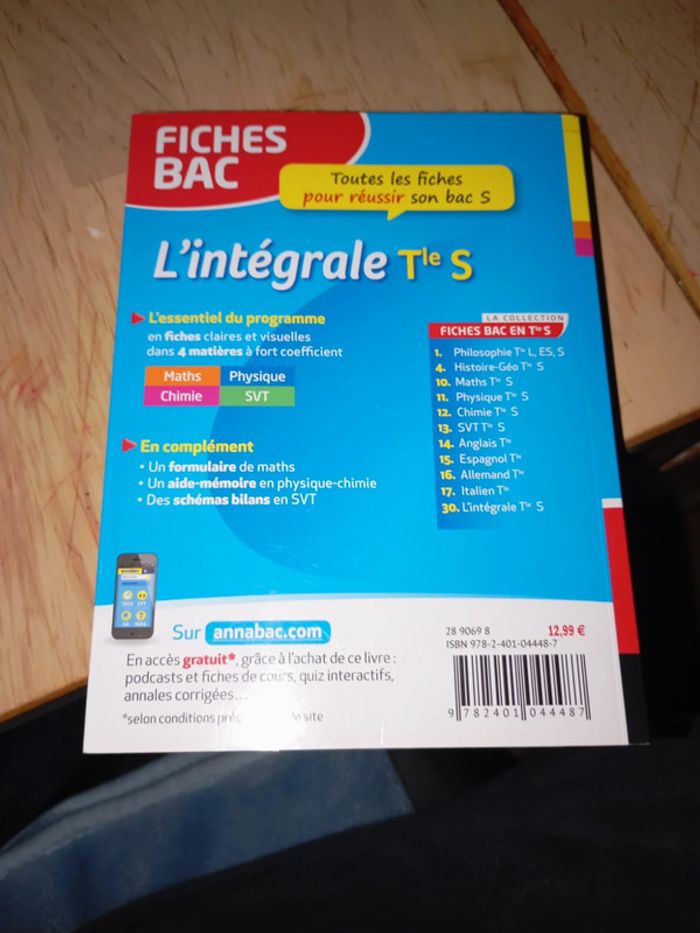 FICHES
BAC
Toutes les fiches
pour réussir son bac S
L'intégrale Tle S
L'essentiel du programme
en fiches claires et visuelles
dans 4 matières à fort coefficient
Maths Physique
Chimie SVT
En complément
• Un formulaire de maths
• Un aide-mémoire en physique-chimie
• Des schémas bilans en SVT
LA COLLECTION
FICHES BAC EN Tle S
1. Philosophie Tle L, ES, S
4. Histoire-Géo Tle S
10. Maths Tle S
11. Physique Tle S
12. Chimie Tle S
13. SVT Tle S
14. Anglais Tle
15. Espagnol Tle
16. Allemand Tle
17. Italien Tle
30. L'intégrale Tle S
annabac
Sur annabac.com
En accès gratuit*, grâce à l'achat de ce livre :
podcasts et fiches de cours, quiz interactifs,
annales corrigées...
*selon conditions le site
28 9069 8 12,99 €
ISBN 978-2-401-04448-7
9 782401 044487